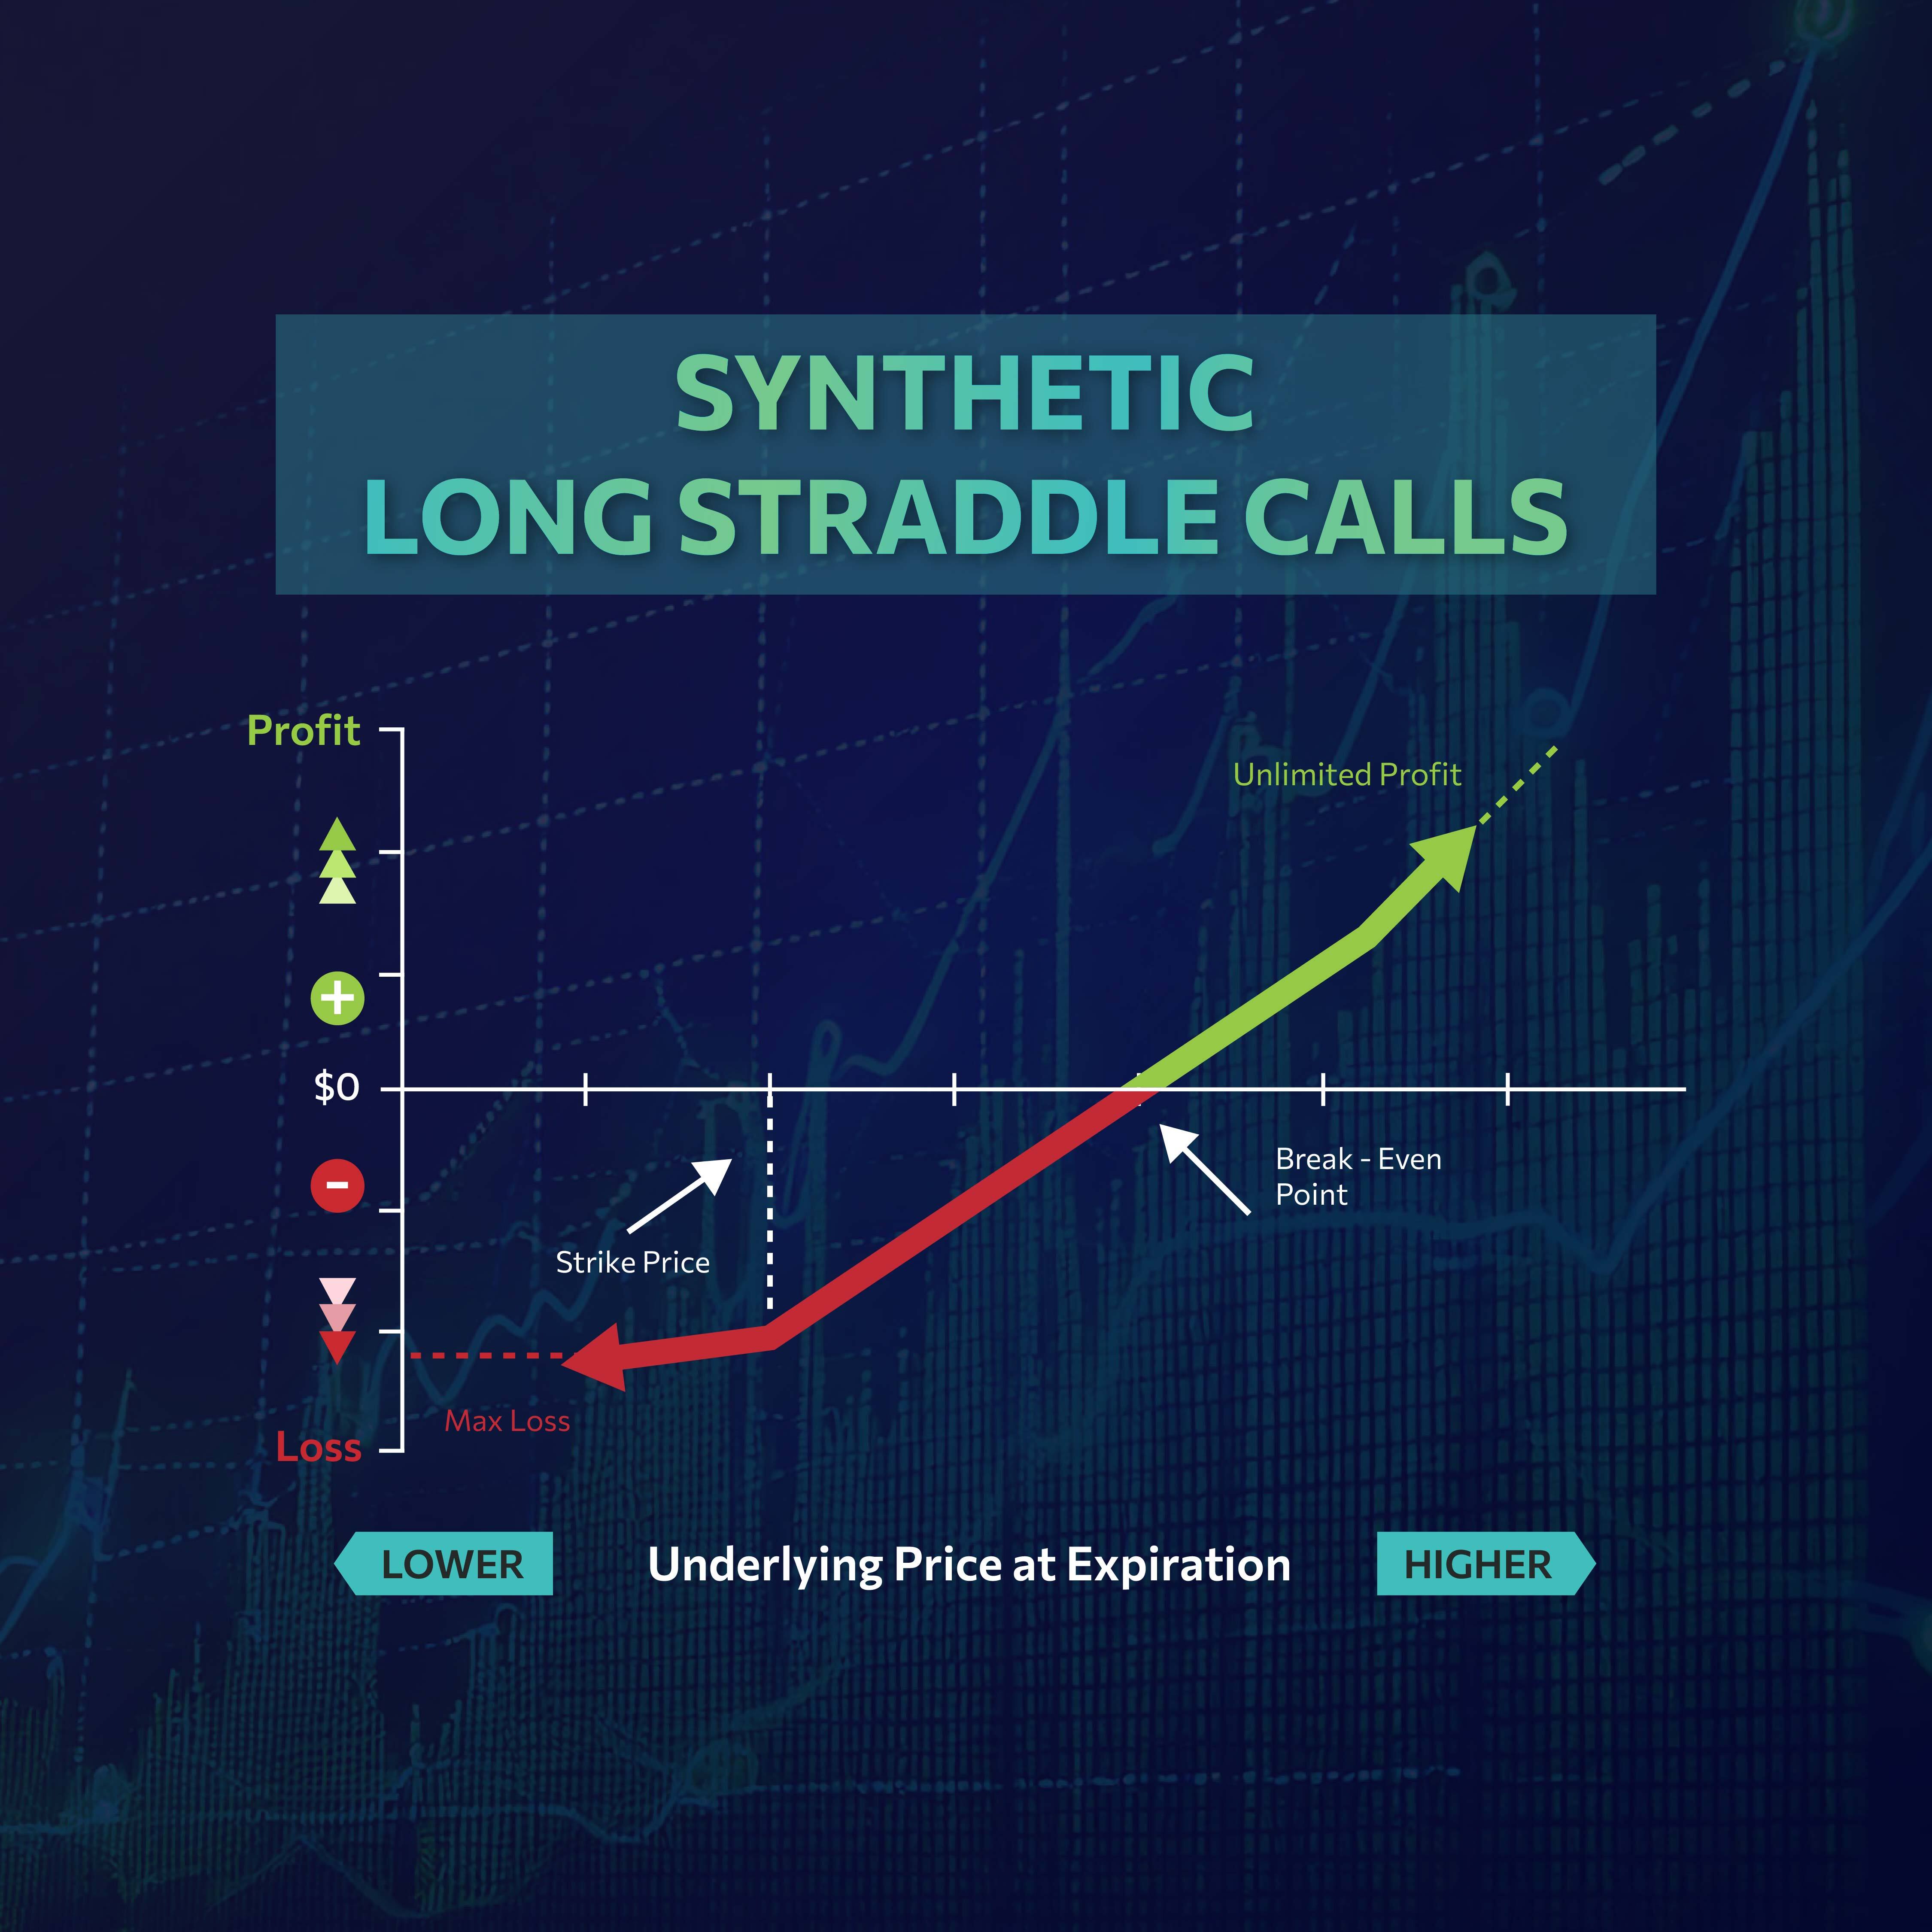 SYNTHETIC
LONG STRADDLE CALLS
Profit
Unlimited Profit
+
$0
-
Break - Even
Point
Strike Price
Max Loss
Loss
LOWER
Underlying Price at Expiration
HIGHER